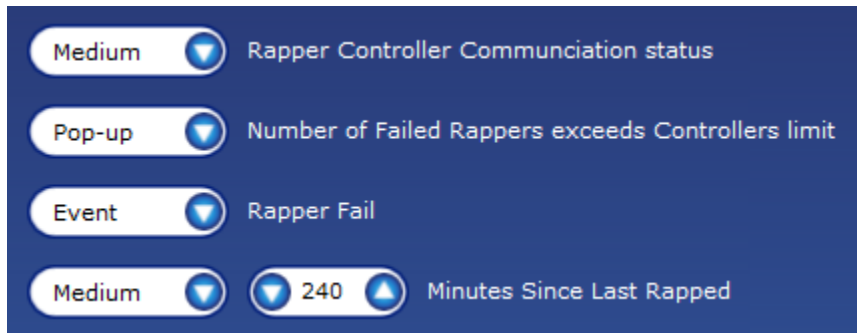 Medium Rapper Controller Communciation status
Pop-up Number of Failed Rappers exceeds Controllers limit
Event Rapper Fail
Medium 240 Minutes Since Last Rapped